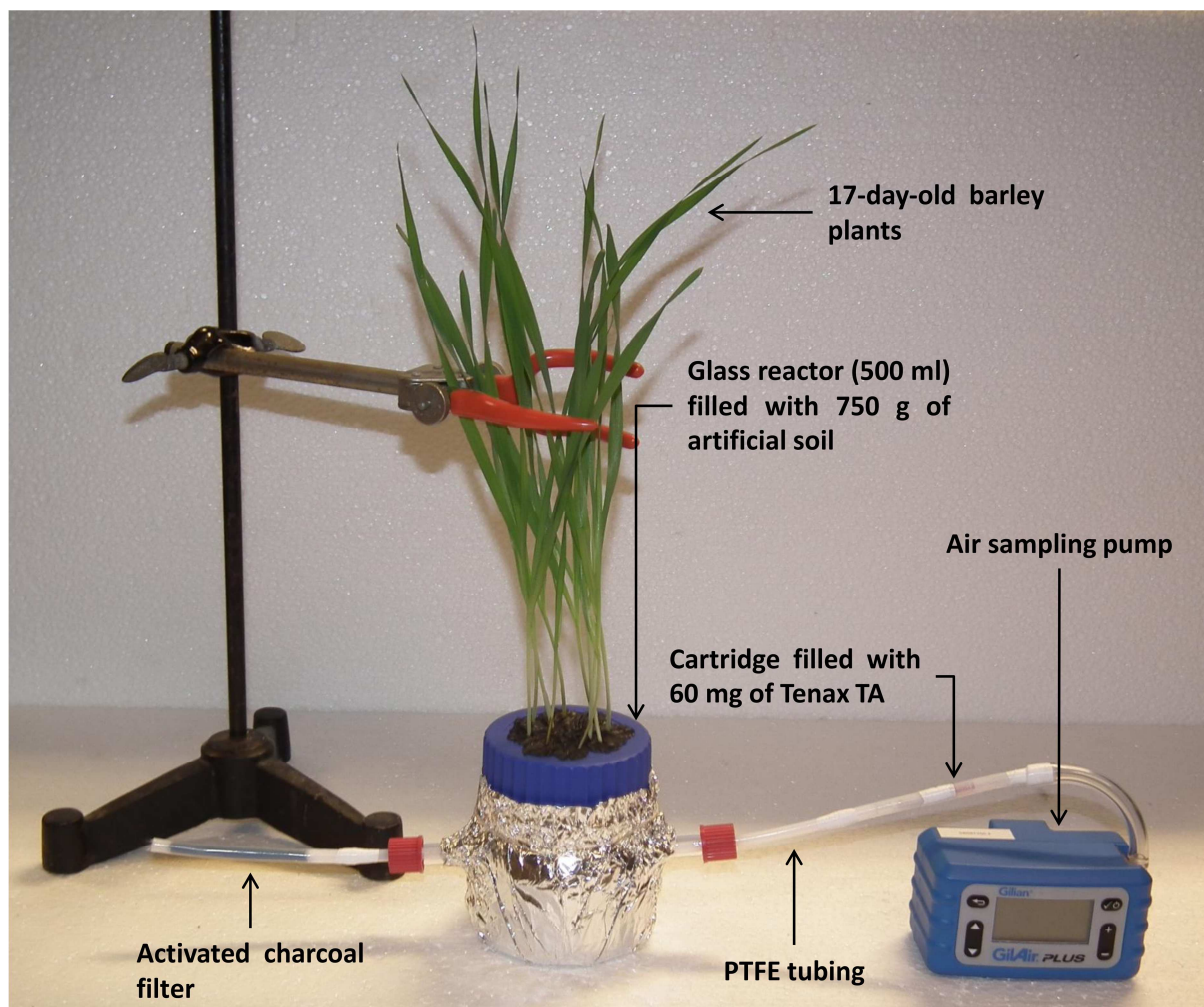 17-day-old barley
plants
Glass reactor (500 ml)
filled with 750 g of
artificial soil
Air sampling pump
Cartridge filled with
60 mg of Tenax TA
Gilian
GilAir PLUS
Activated charcoal
filter
PTFE tubing